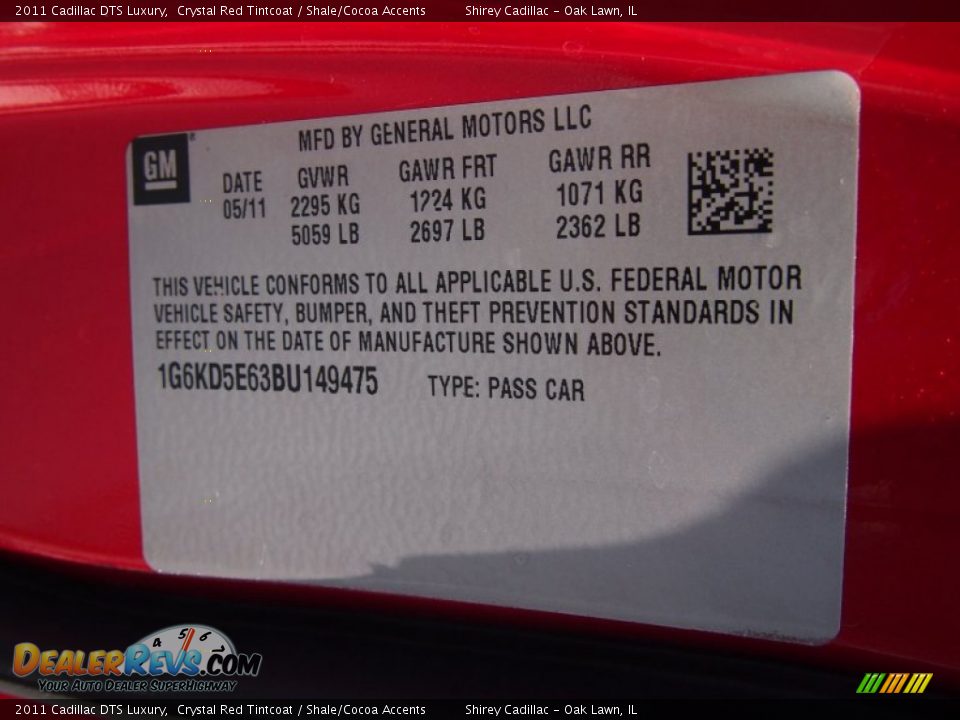 2011 Cadillac DTS Luxury,  Crystal Red Tintcoat / Shale/Cocoa Accents    Shirey Cadillac - Oak Lawn, IL
MFD BY GENERAL MOTORS LLC
GM
DATE GVWR GAWR FRT GAWR RR
05/11 2295 KG 1224 KG 1071 KG
5059 LB 2697 LB 2362 LB
THIS VEHICLE CONFORMS TO ALL APPLICABLE U.S. FEDERAL MOTOR
VEHICLE SAFETY, BUMPER, AND THEFT PREVENTION STANDARDS IN
EFFECT ON THE DATE OF MANUFACTURE SHOWN ABOVE.
1G6KD5E63BU149475 TYPE: PASS CAR
4 5 6
DEALERREVS.COM
YOUR AUTO DEALER SUPERHIGHWAY
2011 Cadillac DTS Luxury,  Crystal Red Tintcoat / Shale/Cocoa Accents    Shirey Cadillac - Oak Lawn, IL